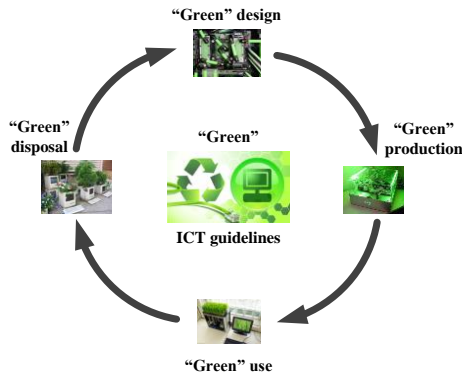 “Green” design
“Green”
production
“Green” use
“Green”
disposal
“Green”
ICT guidelines